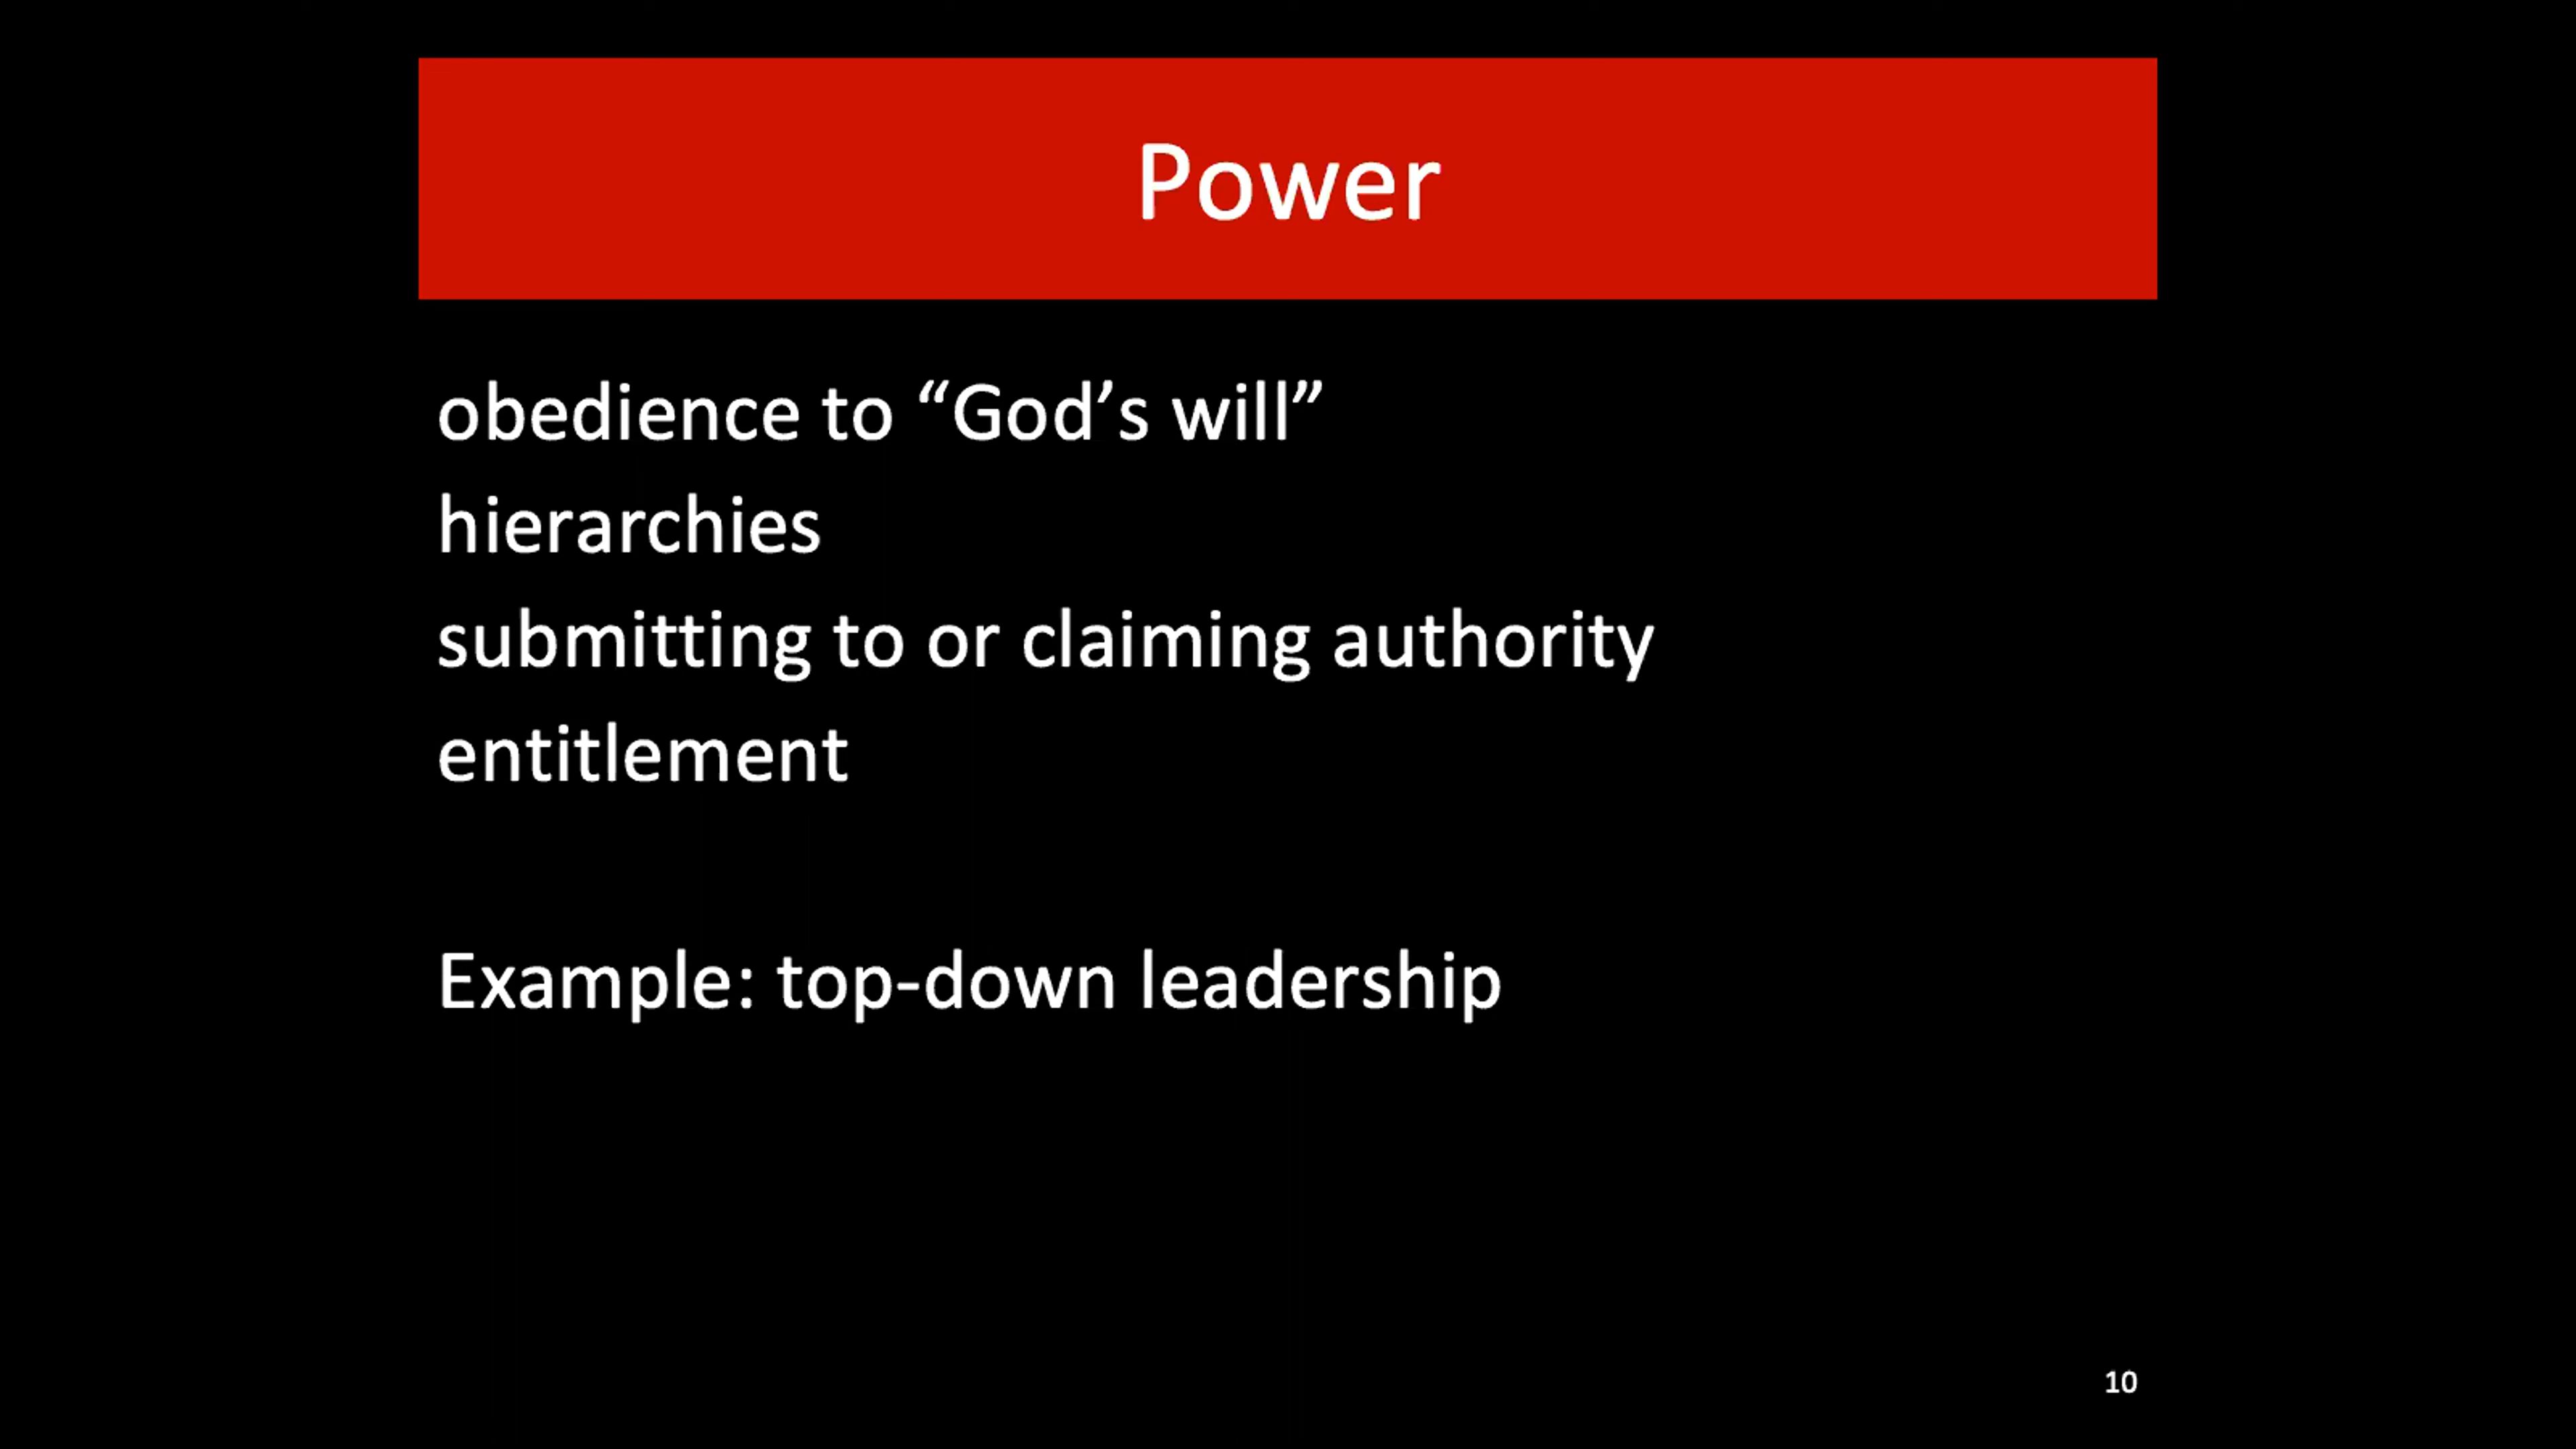 Power
obedience to “God’s will”
hierarchies
submitting to or claiming authority
entitlement
Example: top-down leadership
10